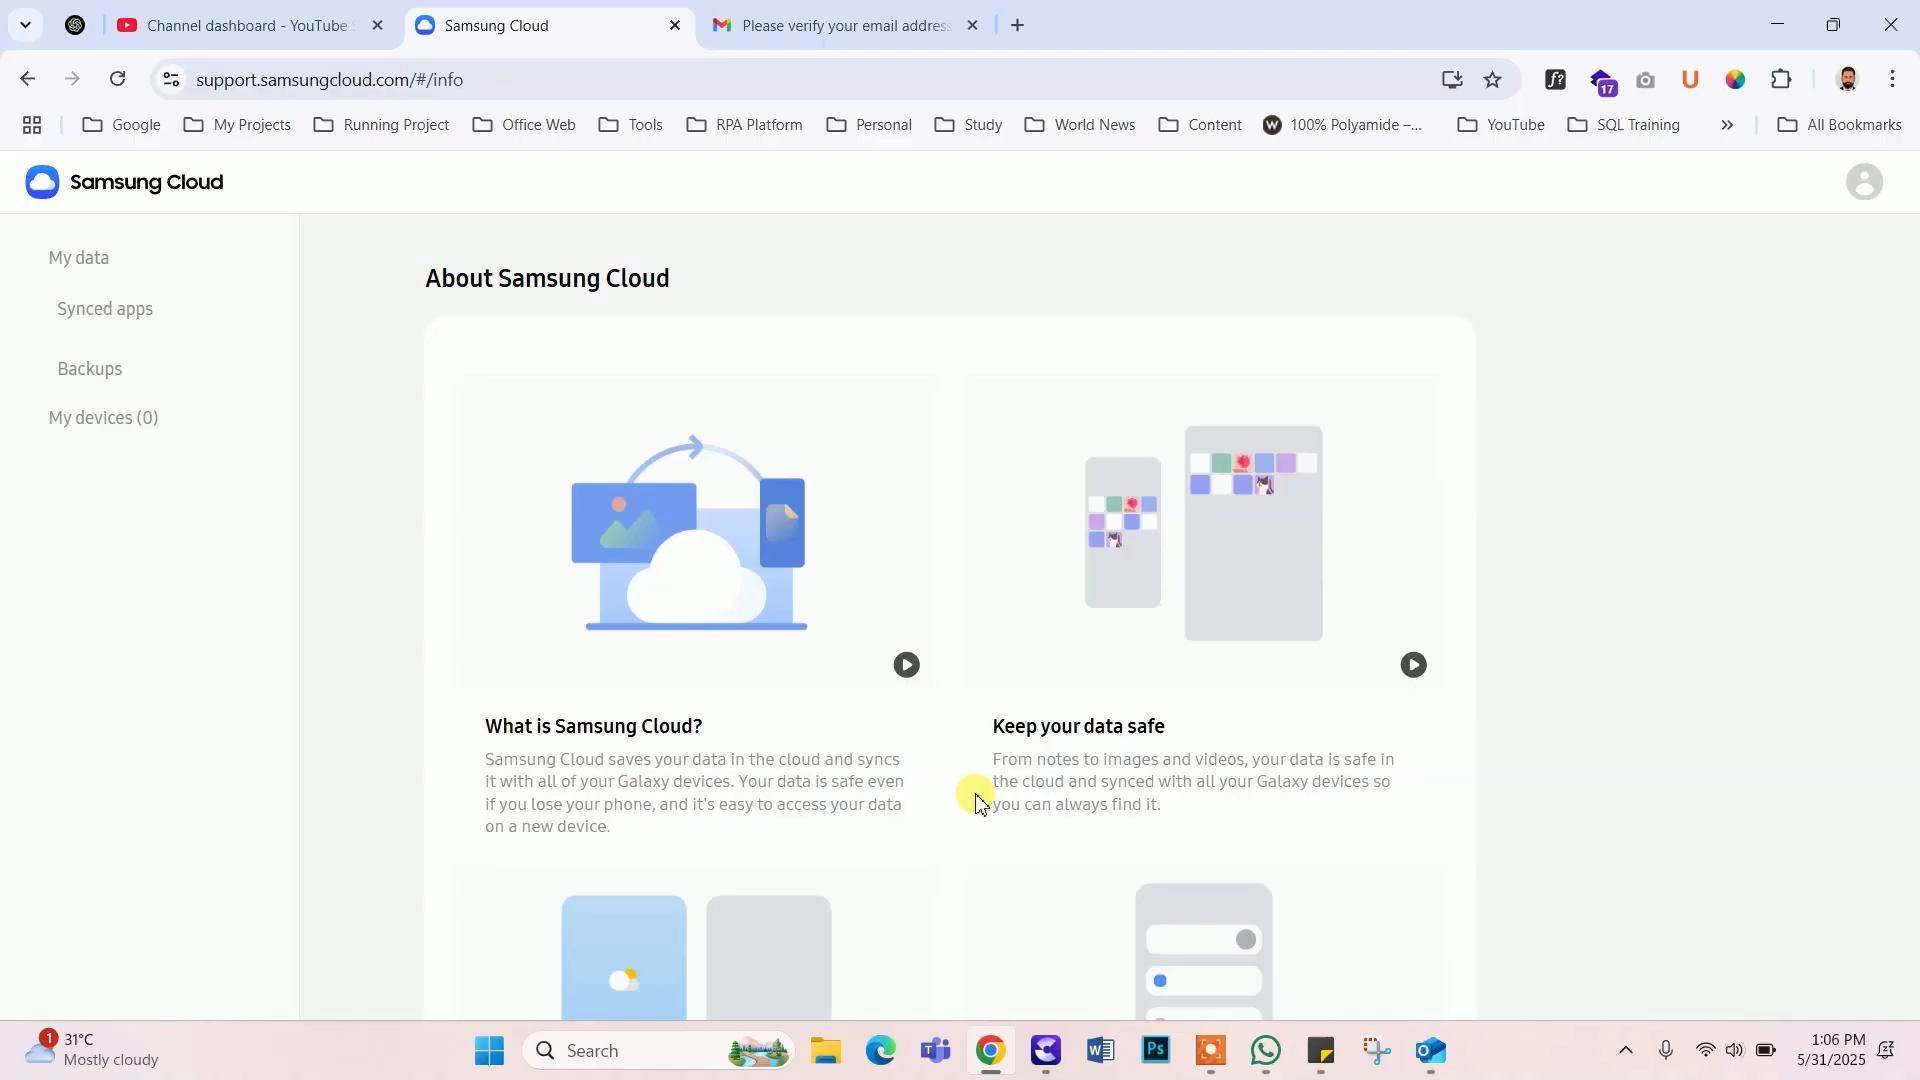 Channel dashboard - YouTube
Samsung Cloud
Please verify your email address
support.samsungcloud.com/#/info
17
Google
My Projects
Running Project
Office Web
Tools
RPA Platform
Personal
Study
World News
Content
100% Polyamide –...
YouTube
SQL Training
All Bookmarks
Samsung Cloud
My data
Synced apps
Backups
My devices (0)
About Samsung Cloud
What is Samsung Cloud?
Samsung Cloud saves your data in the cloud and syncs
it with all of your Galaxy devices. Your data is safe even
if you lose your phone, and it's easy to access your data
on a new device.
Keep your data safe
From notes to images and videos, your data is safe in
the cloud and synced with all your Galaxy devices so
you can always find it.
1
31°C
Mostly cloudy
Search
Ps
1:06 PM
5/31/2025